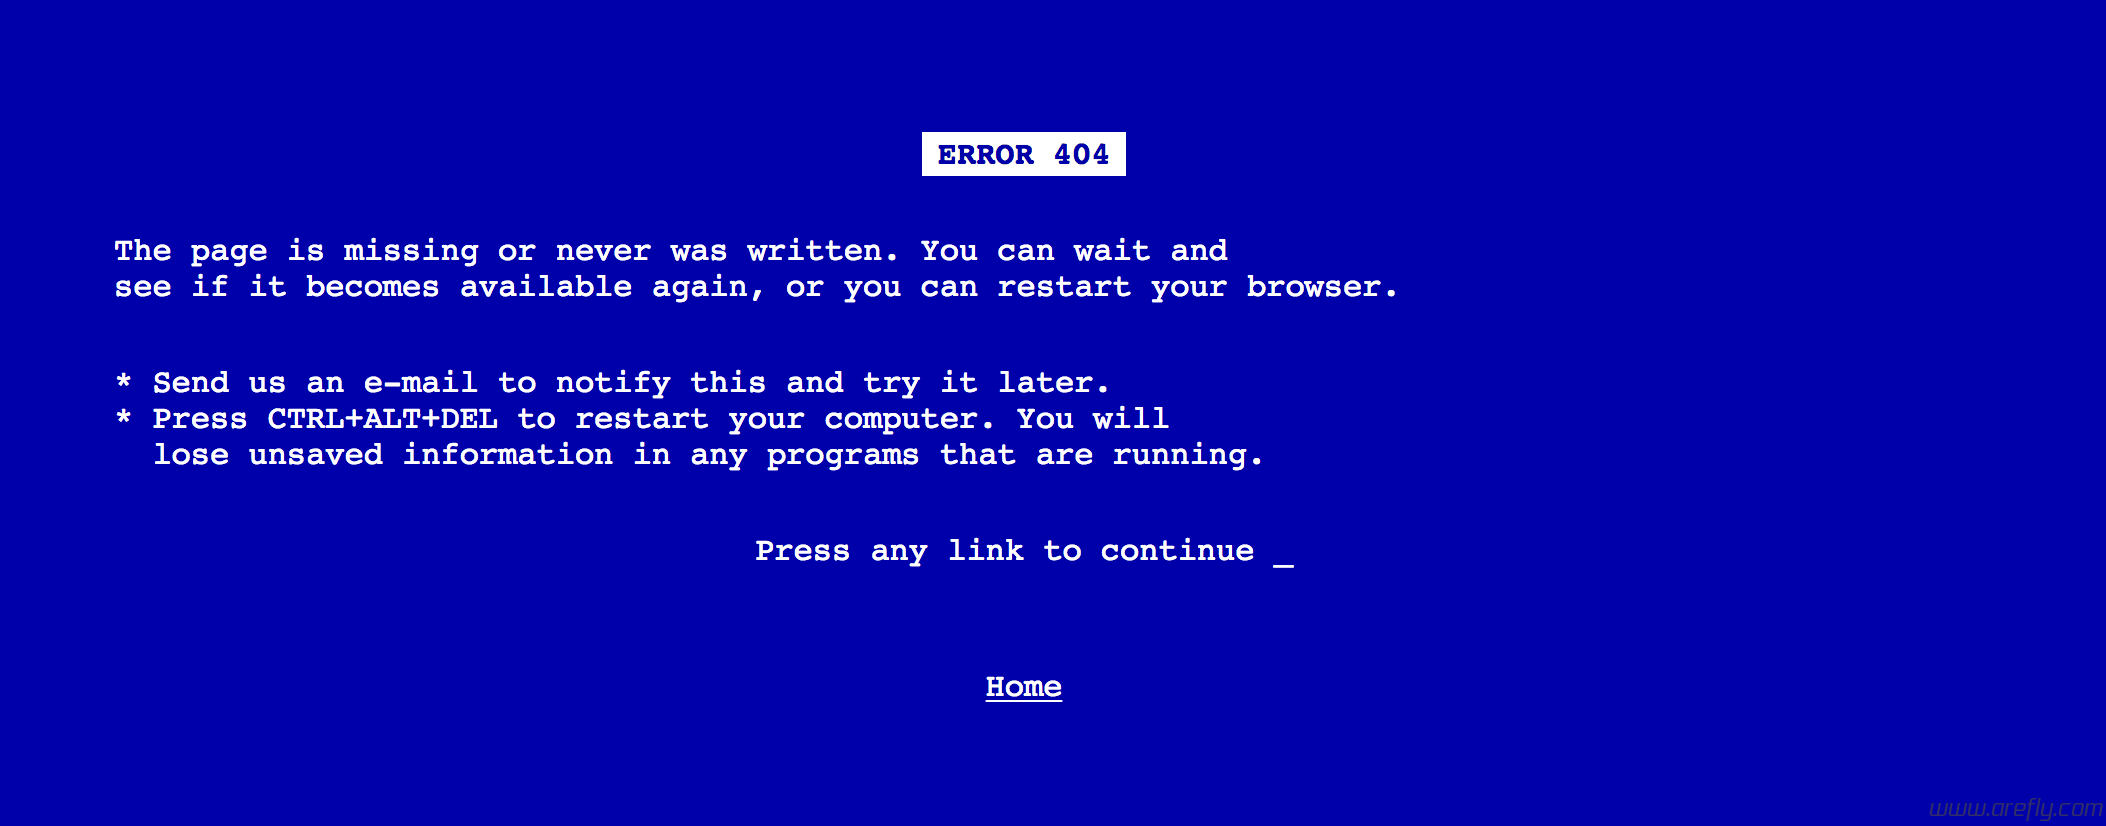 ERROR 404
The page is missing or never was written. You can wait and
see if it becomes available again, or you can restart your browser.
* Send us an e-mail to notify this and try it later.
* Press CTRL+ALT+DEL to restart your computer. You will
lose unsaved information in any programs that are running.
Press any link to continue _
Home
www.arefly.com